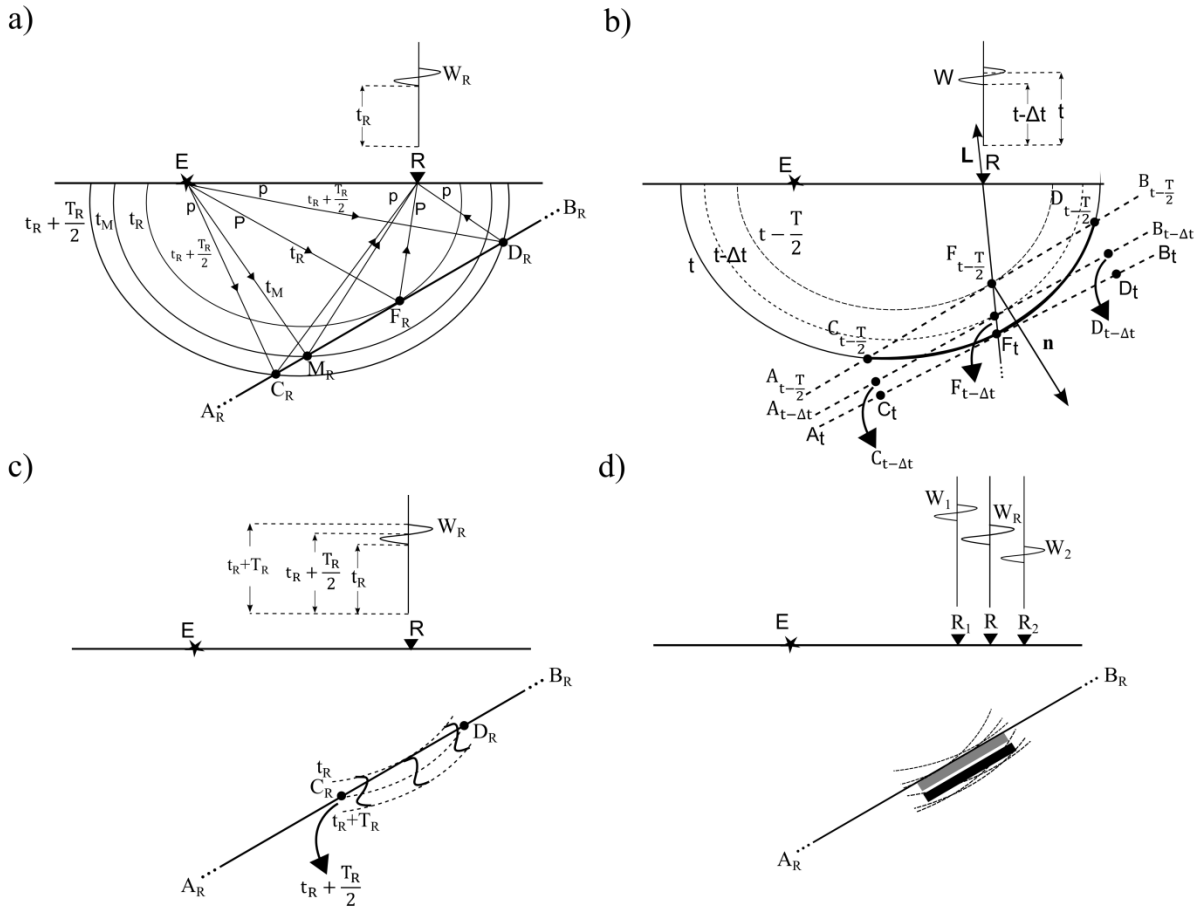 a)
W_R
t_R
E
R
p
p
P
p
P
p
t_R + T_R/2
t_R + T_R/2
t_M
t_R
t_R + T_R/2
t_R
t_M
B_R
D_R
F_R
M_R
C_R
A_R
b)
W
t
t-Δt
L
R
E
B_{t-T/2}
D_{t-T/2}
B_{t-Δt}
t - T/2
t-Δt
t
F_{t-T/2}
B_t
D_t
D_{t-Δt}
C_{t-T/2}
F_t
n
A_{t-T/2}
F_{t-Δt}
A_{t-Δt}
C_t
A_t
C_{t-Δt}
c)
W_R
t_R+T_R
t_R + T_R/2
t_R
E
R
B_R
D_R
t_R
C_R
t_R+T_R
A_R
t_R + T_R/2
d)
W_1
W_R
W_2
R_1
R
R_2
E
B_R
A_R